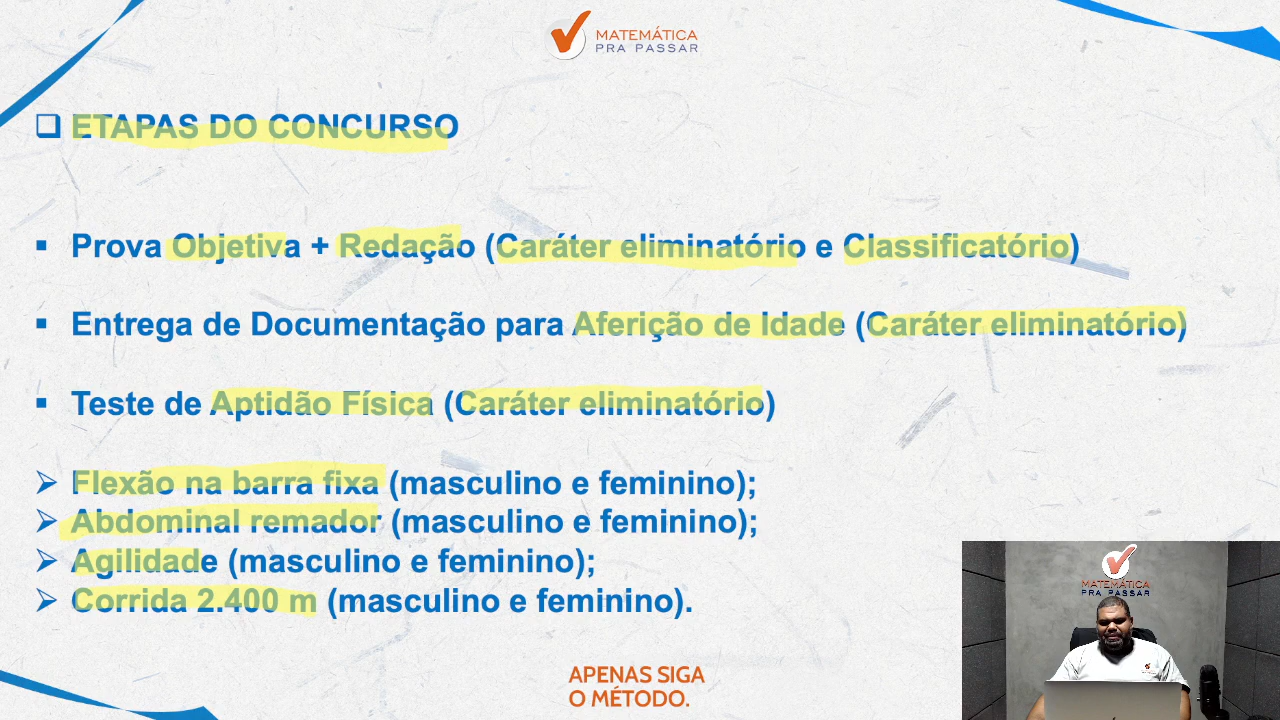 MATEMÁTICA
PRA PASSAR
ETAPAS DO CONCURSO
Prova Objetiva + Redação (Caráter eliminatório e Classificatório)
Entrega de Documentação para Aferição de Idade (Caráter eliminatório)
Teste de Aptidão Física (Caráter eliminatório)
Flexão na barra fixa (masculino e feminino);
Abdominal remador (masculino e feminino);
Agilidade (masculino e feminino);
Corrida 2.400 m (masculino e feminino).
MATEMÁTICA
PRA PASSAR
APENAS SIGA
O MÉTODO.